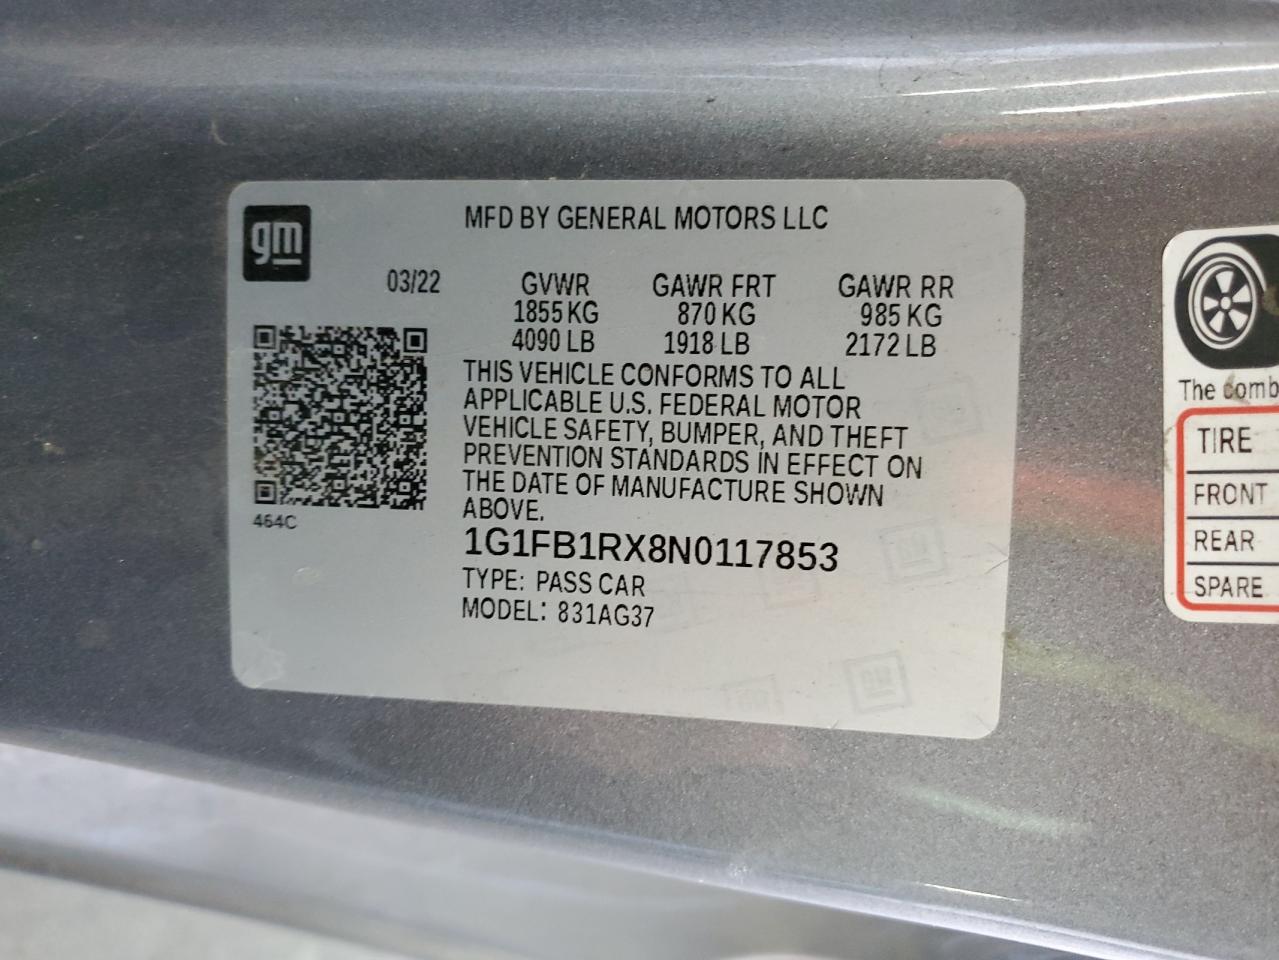 gm
MFD BY GENERAL MOTORS LLC
03/22 GVWR GAWR FRT GAWR RR
1855 KG 870 KG 985 KG
4090 LB 1918 LB 2172 LB
THIS VEHICLE CONFORMS TO ALL
APPLICABLE U.S. FEDERAL MOTOR
VEHICLE SAFETY, BUMPER, AND THEFT
PREVENTION STANDARDS IN EFFECT ON
THE DATE OF MANUFACTURE SHOWN
ABOVE.
464C
1G1FB1RX8N0117853
TYPE: PASS CAR
MODEL: 831AG37
The comb
TIRE
FRONT
REAR
SPARE